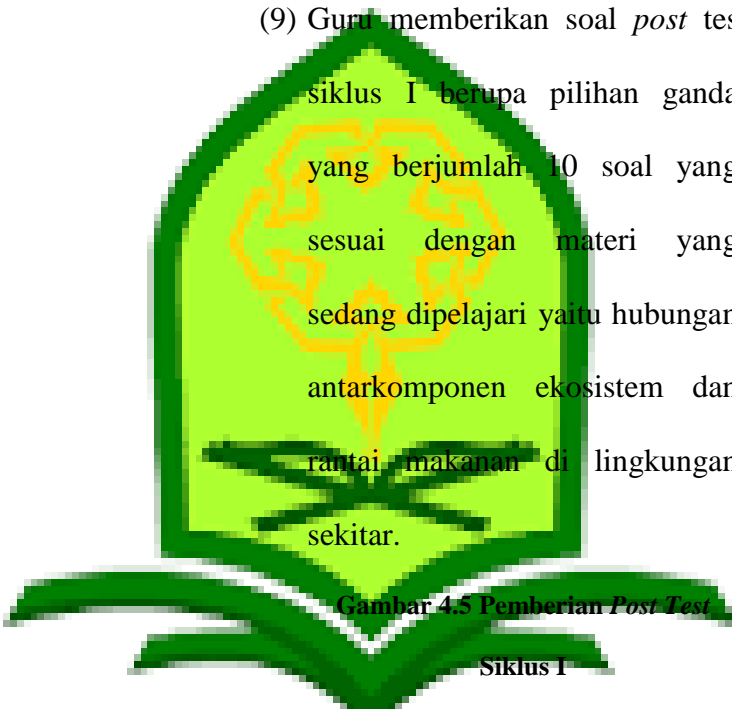 (9) Guru memberikan soal post tes
siklus I berupa pilihan ganda
yang berjumlah 10 soal yang
sesuai dengan materi yang
sedang dipelajari yaitu hubungan
antarkomponen ekosistem dan
rantai makanan di lingkungan
sekitar.
Gambar 4.5 Pemberian Post Test
Siklus I